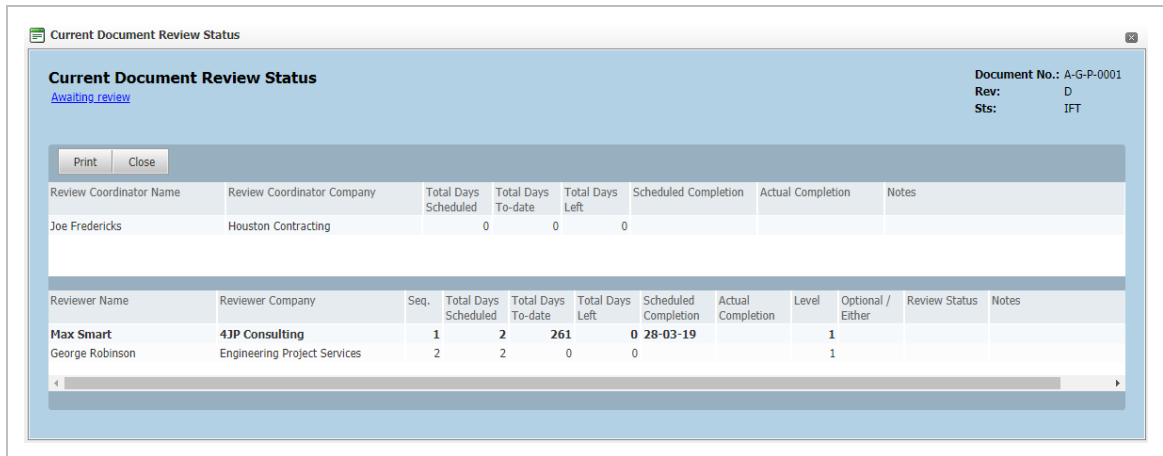 Current Document Review Status
Current Document Review Status
Awaiting review
Document No.: A-G-P-0001
Rev: D
Sts: IFT
Print Close
Review Coordinator Name Review Coordinator Company Total Days Scheduled Total Days To-date Total Days Left Scheduled Completion Actual Completion Notes
Joe Fredericks Houston Contracting 0 0 0
Reviewer Name Reviewer Company Seq. Total Days Scheduled Total Days To-date Total Days Left Scheduled Completion Actual Completion Level Optional / Either Review Status Notes
Max Smart 4JP Consulting 1 2 261 0 28-03-19 1
George Robinson Engineering Project Services 2 2 0 0 1